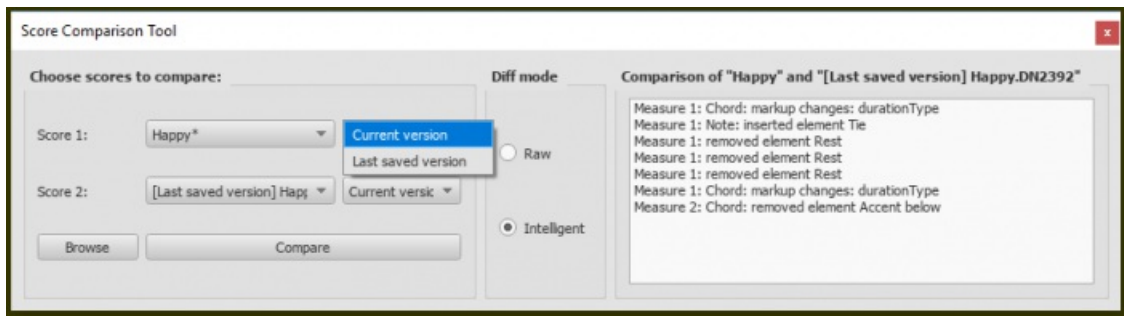 Score Comparison Tool
x
Choose scores to compare:
Score 1:
Happy*
Current version
Last saved version
Score 2:
[Last saved version] Happ
Current versic
Browse
Compare
Diff mode
Raw
Intelligent
Comparison of "Happy" and "[Last saved version] Happy.DN2392"
Measure 1: Chord: markup changes: durationType
Measure 1: Note: inserted element Tie
Measure 1: removed element Rest
Measure 1: removed element Rest
Measure 1: removed element Rest
Measure 1: Chord: markup changes: durationType
Measure 2: Chord: removed element Accent below